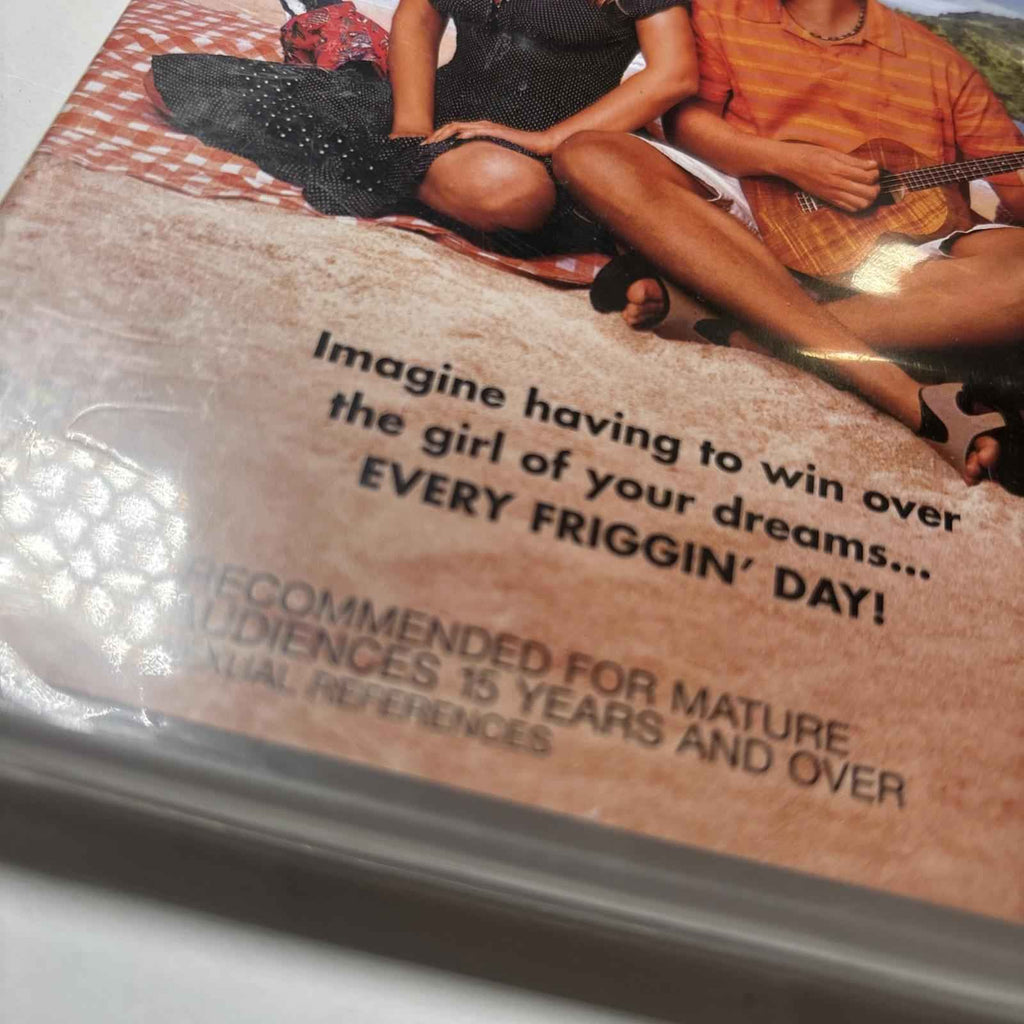 Imagine having to win over
the girl of your dreams...
EVERY FRIGGIN' DAY!
RECOMMENDED FOR MATURE
AUDIENCES 15 YEARS AND OVER
REFERENCES